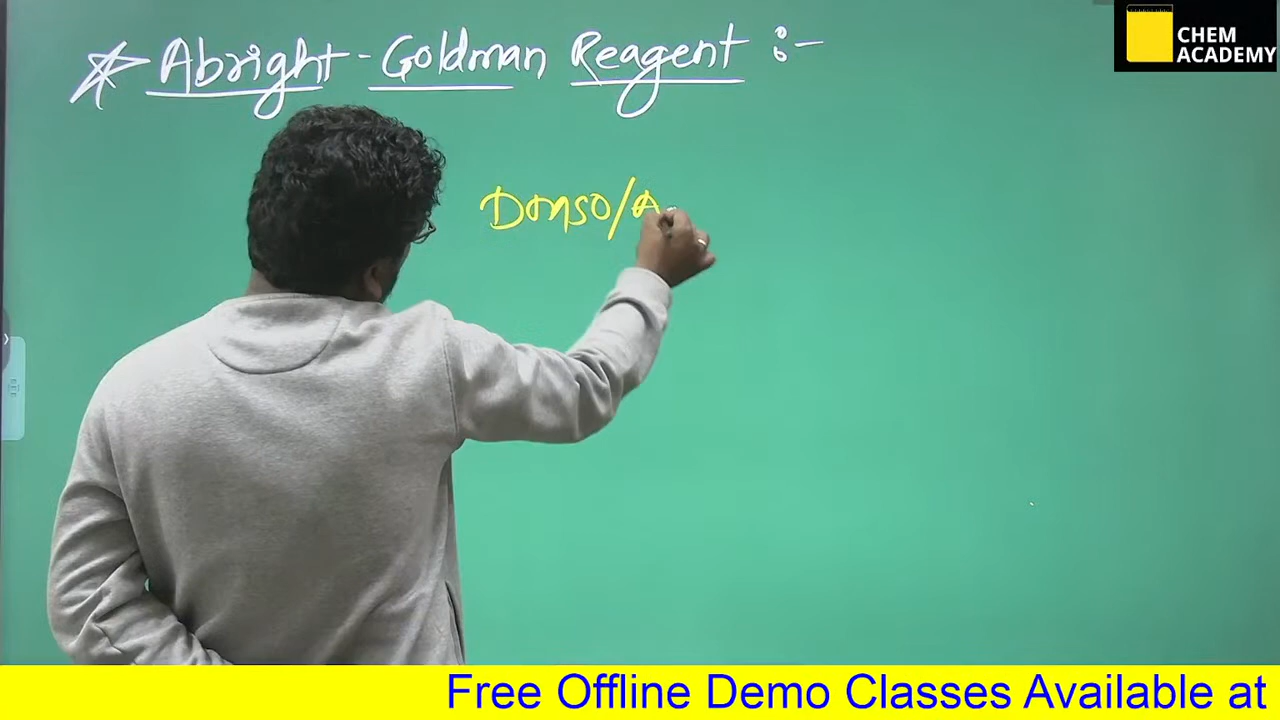 Abright-Goldman Reagent :-
CHEM
ACADEMY
DMSO/A
Free Offline Demo Classes Available at